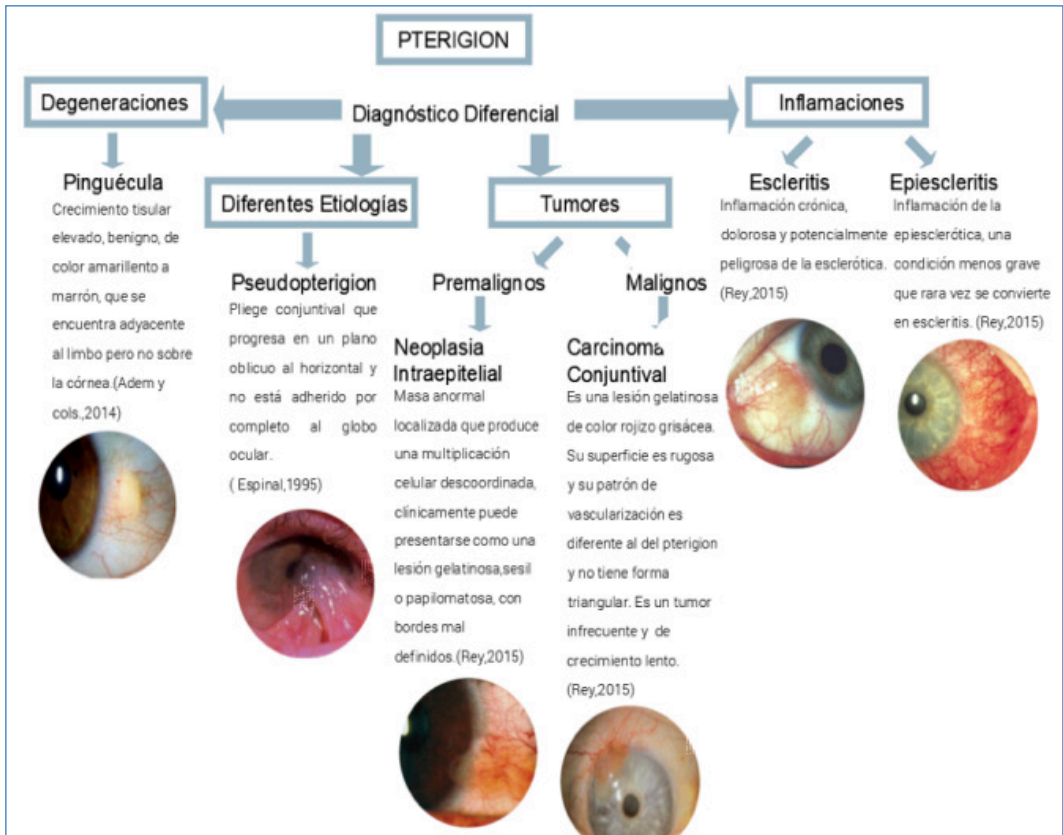 PTERIGION
Diagnóstico Diferencial
Degeneraciones
Pinguécula
Crecimiento tisular
elevado, benigno, de
color amarillento a
marrón, que se
encuentra adyacente
al limbo pero no sobre
la córnea.(Adem y
cols.,2014)
Diferentes Etiologías
Pseudopterigion
Pliege conjuntival que
progresa en un plano
oblicuo al horizontal y
no está adherido por
completo al globo
ocular.
( Espinal,1995)
Tumores
Premalignos
Neoplasia
Intraepitelial
Masa anormal
localizada que produce
una multiplicación
celular descoordinada,
clínicamente puede
presentarse como una
lesión gelatinosa,sesil
o papilomatosa, con
bordes mal
definidos.(Rey,2015)
Malignos
Carcinoma
Conjuntival
Es una lesión gelatinosa
de color rojizo grisácea.
Su superficie es rugosa
y su patrón de
vascularización es
diferente al del pterigion
y no tiene forma
triangular. Es un tumor
infrecuente y de
crecimiento lento.
(Rey,2015)
Inflamaciones
Escleritis
Inflamación crónica,
dolorosa y potencialmente
peligrosa de la esclerótica.
(Rey,2015)
Epiescleritis
Inflamación de la
epiesclerótica, una
condición menos grave
que rara vez se convierte
en escleritis. (Rey,2015)